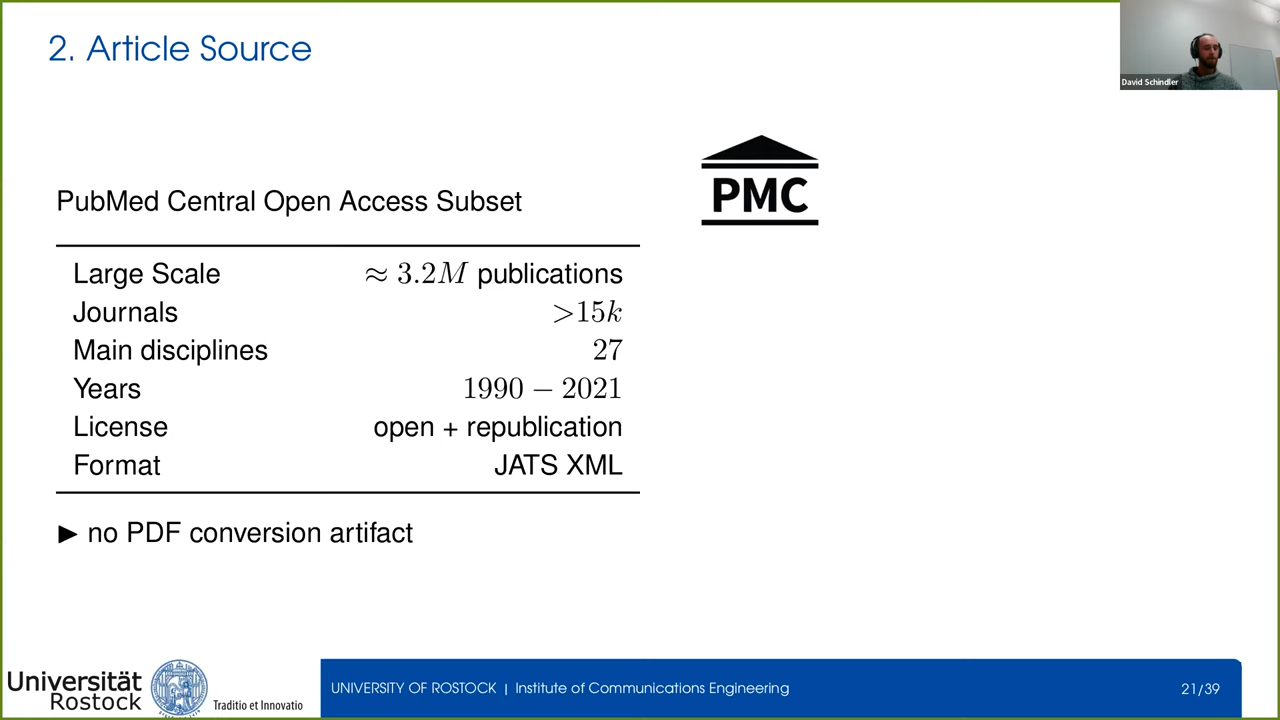 2. Article Source
David Schindler
PubMed Central Open Access Subset
PMC
Large Scale ≈ 3.2M publications
Journals >15k
Main disciplines 27
Years 1990 – 2021
License open + republication
Format JATS XML
▶ no PDF conversion artifact
Universität
Rostock
Traditio et Innovatio
UNIVERSITY OF ROSTOCK | Institute of Communications Engineering
21/39